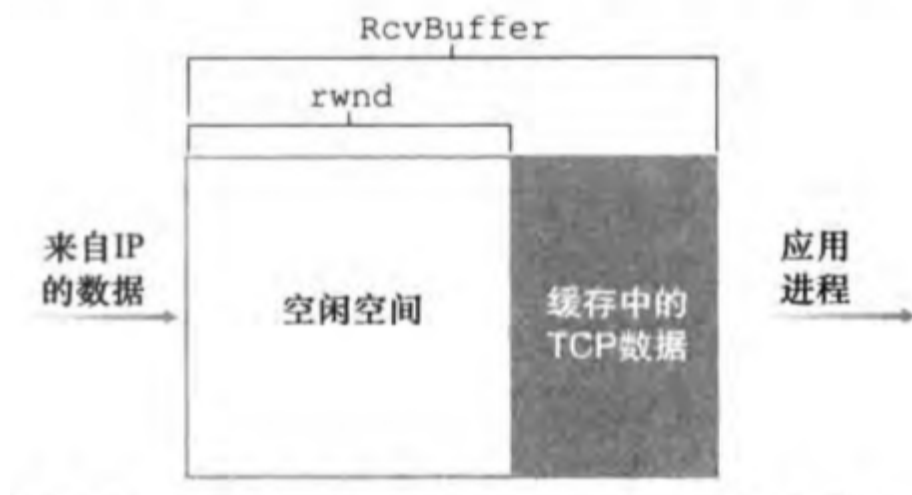 RcvBuffer
rwnd
来自IP
的数据
空闲空间
缓存中的
TCP数据
应用
进程